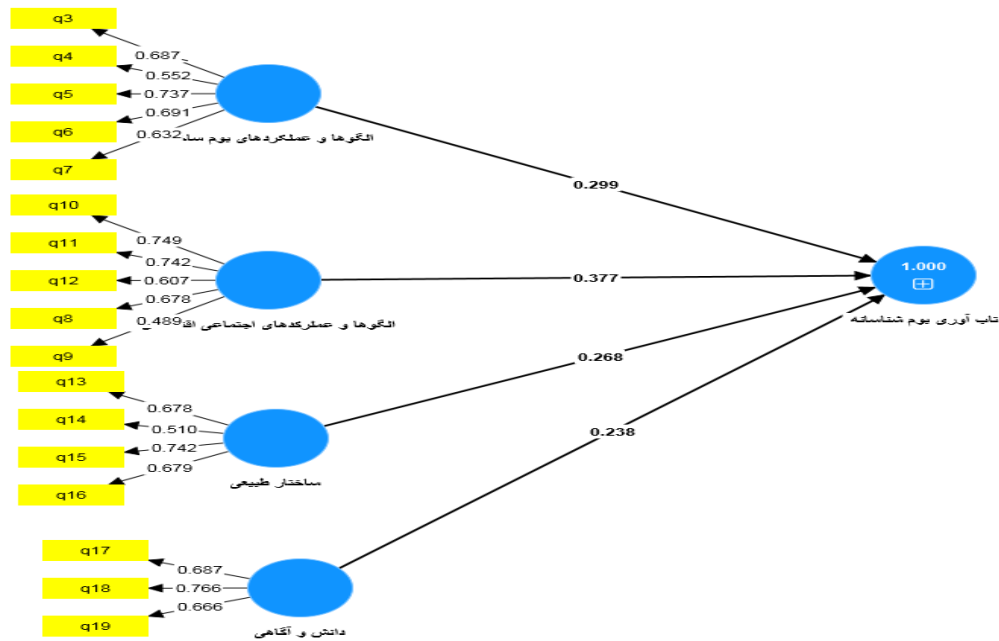 q3
0.687
q4
0.552
q5
0.737
q6
0.691
q7
0.632
الگوها و عملکردهای بوم
0.299
q10
0.749
q11
0.742
q12
0.607
q8
0.678
q9
0.489
الگوها و عملرکدهای اجتماعی
0.377
1.000
تاب آوری بوم شناسانه
q13
0.678
q14
0.510
q15
0.742
q16
0.679
ساختار طبیعی
0.268
q17
0.687
q18
0.766
q19
0.666
دانش و آگاهی
0.238